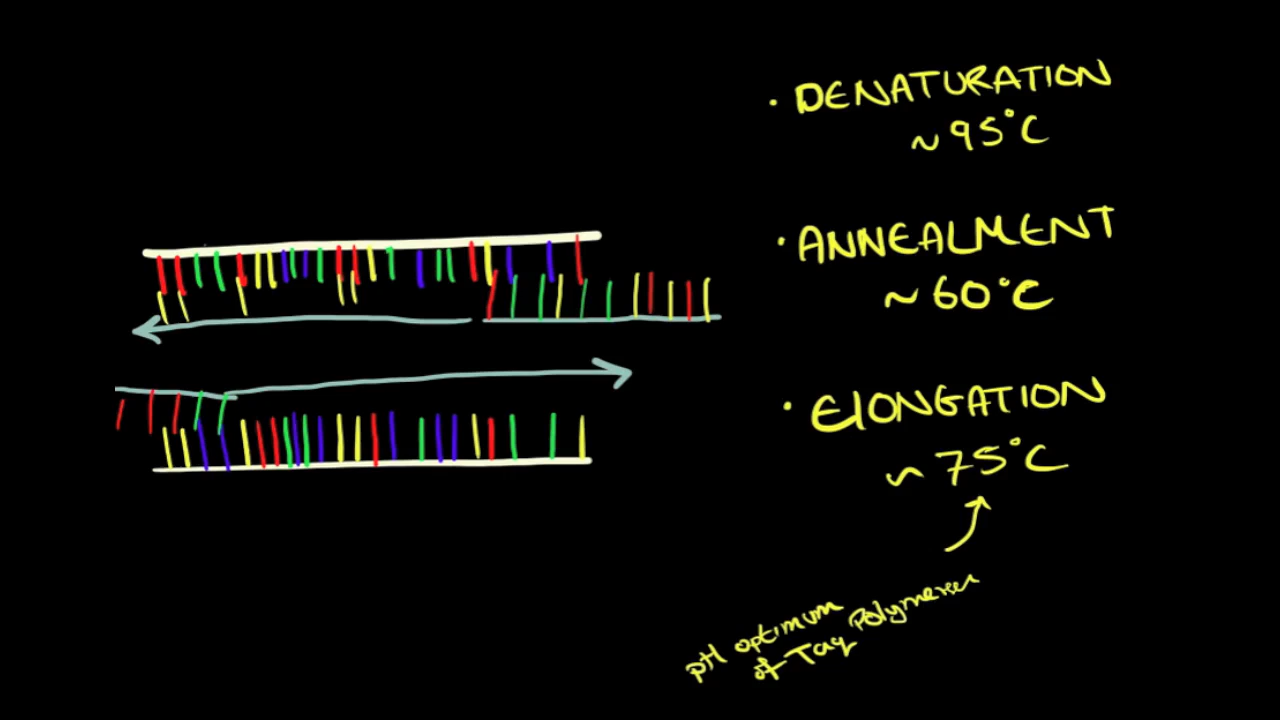 · DENATURATION
~95°C
· ANNEALMENT
~60°C
· ELONGATION
~75°C
pH optimum
of Taq Polymerase